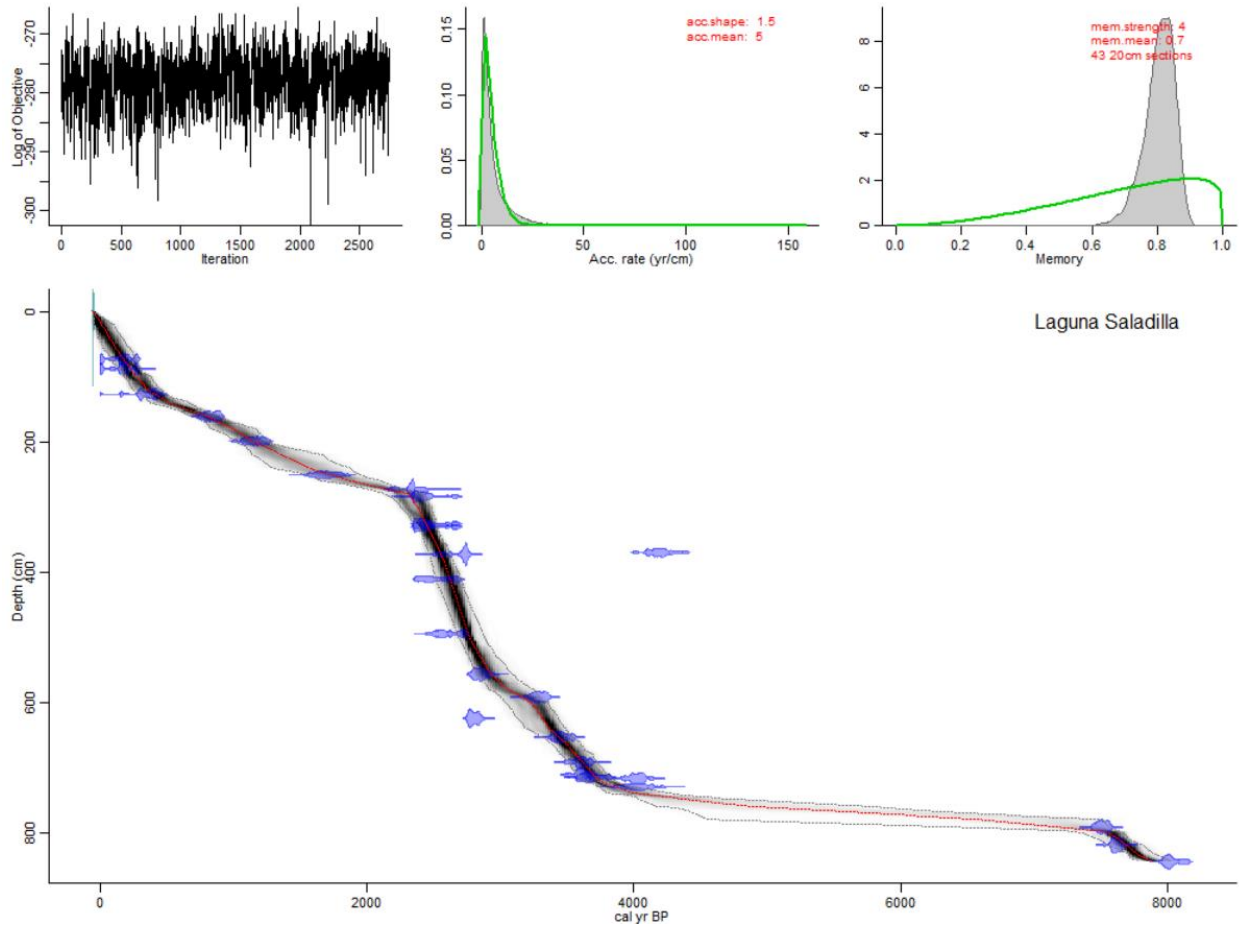 -270
-280
-290
-300
Log of Objective
0 500 1000 1500 2000 2500
Iteration
0.15
0.10
0.05
0.00
acc.shape: 1.5
acc.mean: 5
0 50 100 150
Acc. rate (yr/cm)
8
6
4
2
0
mem.strength: 4
mem.mean: 0.7
43 20cm sections
0.0 0.2 0.4 0.6 0.8 1.0
Memory
Laguna Saladilla
0
200
400
600
800
Depth (cm)
0 2000 4000 6000 8000
cal yr BP